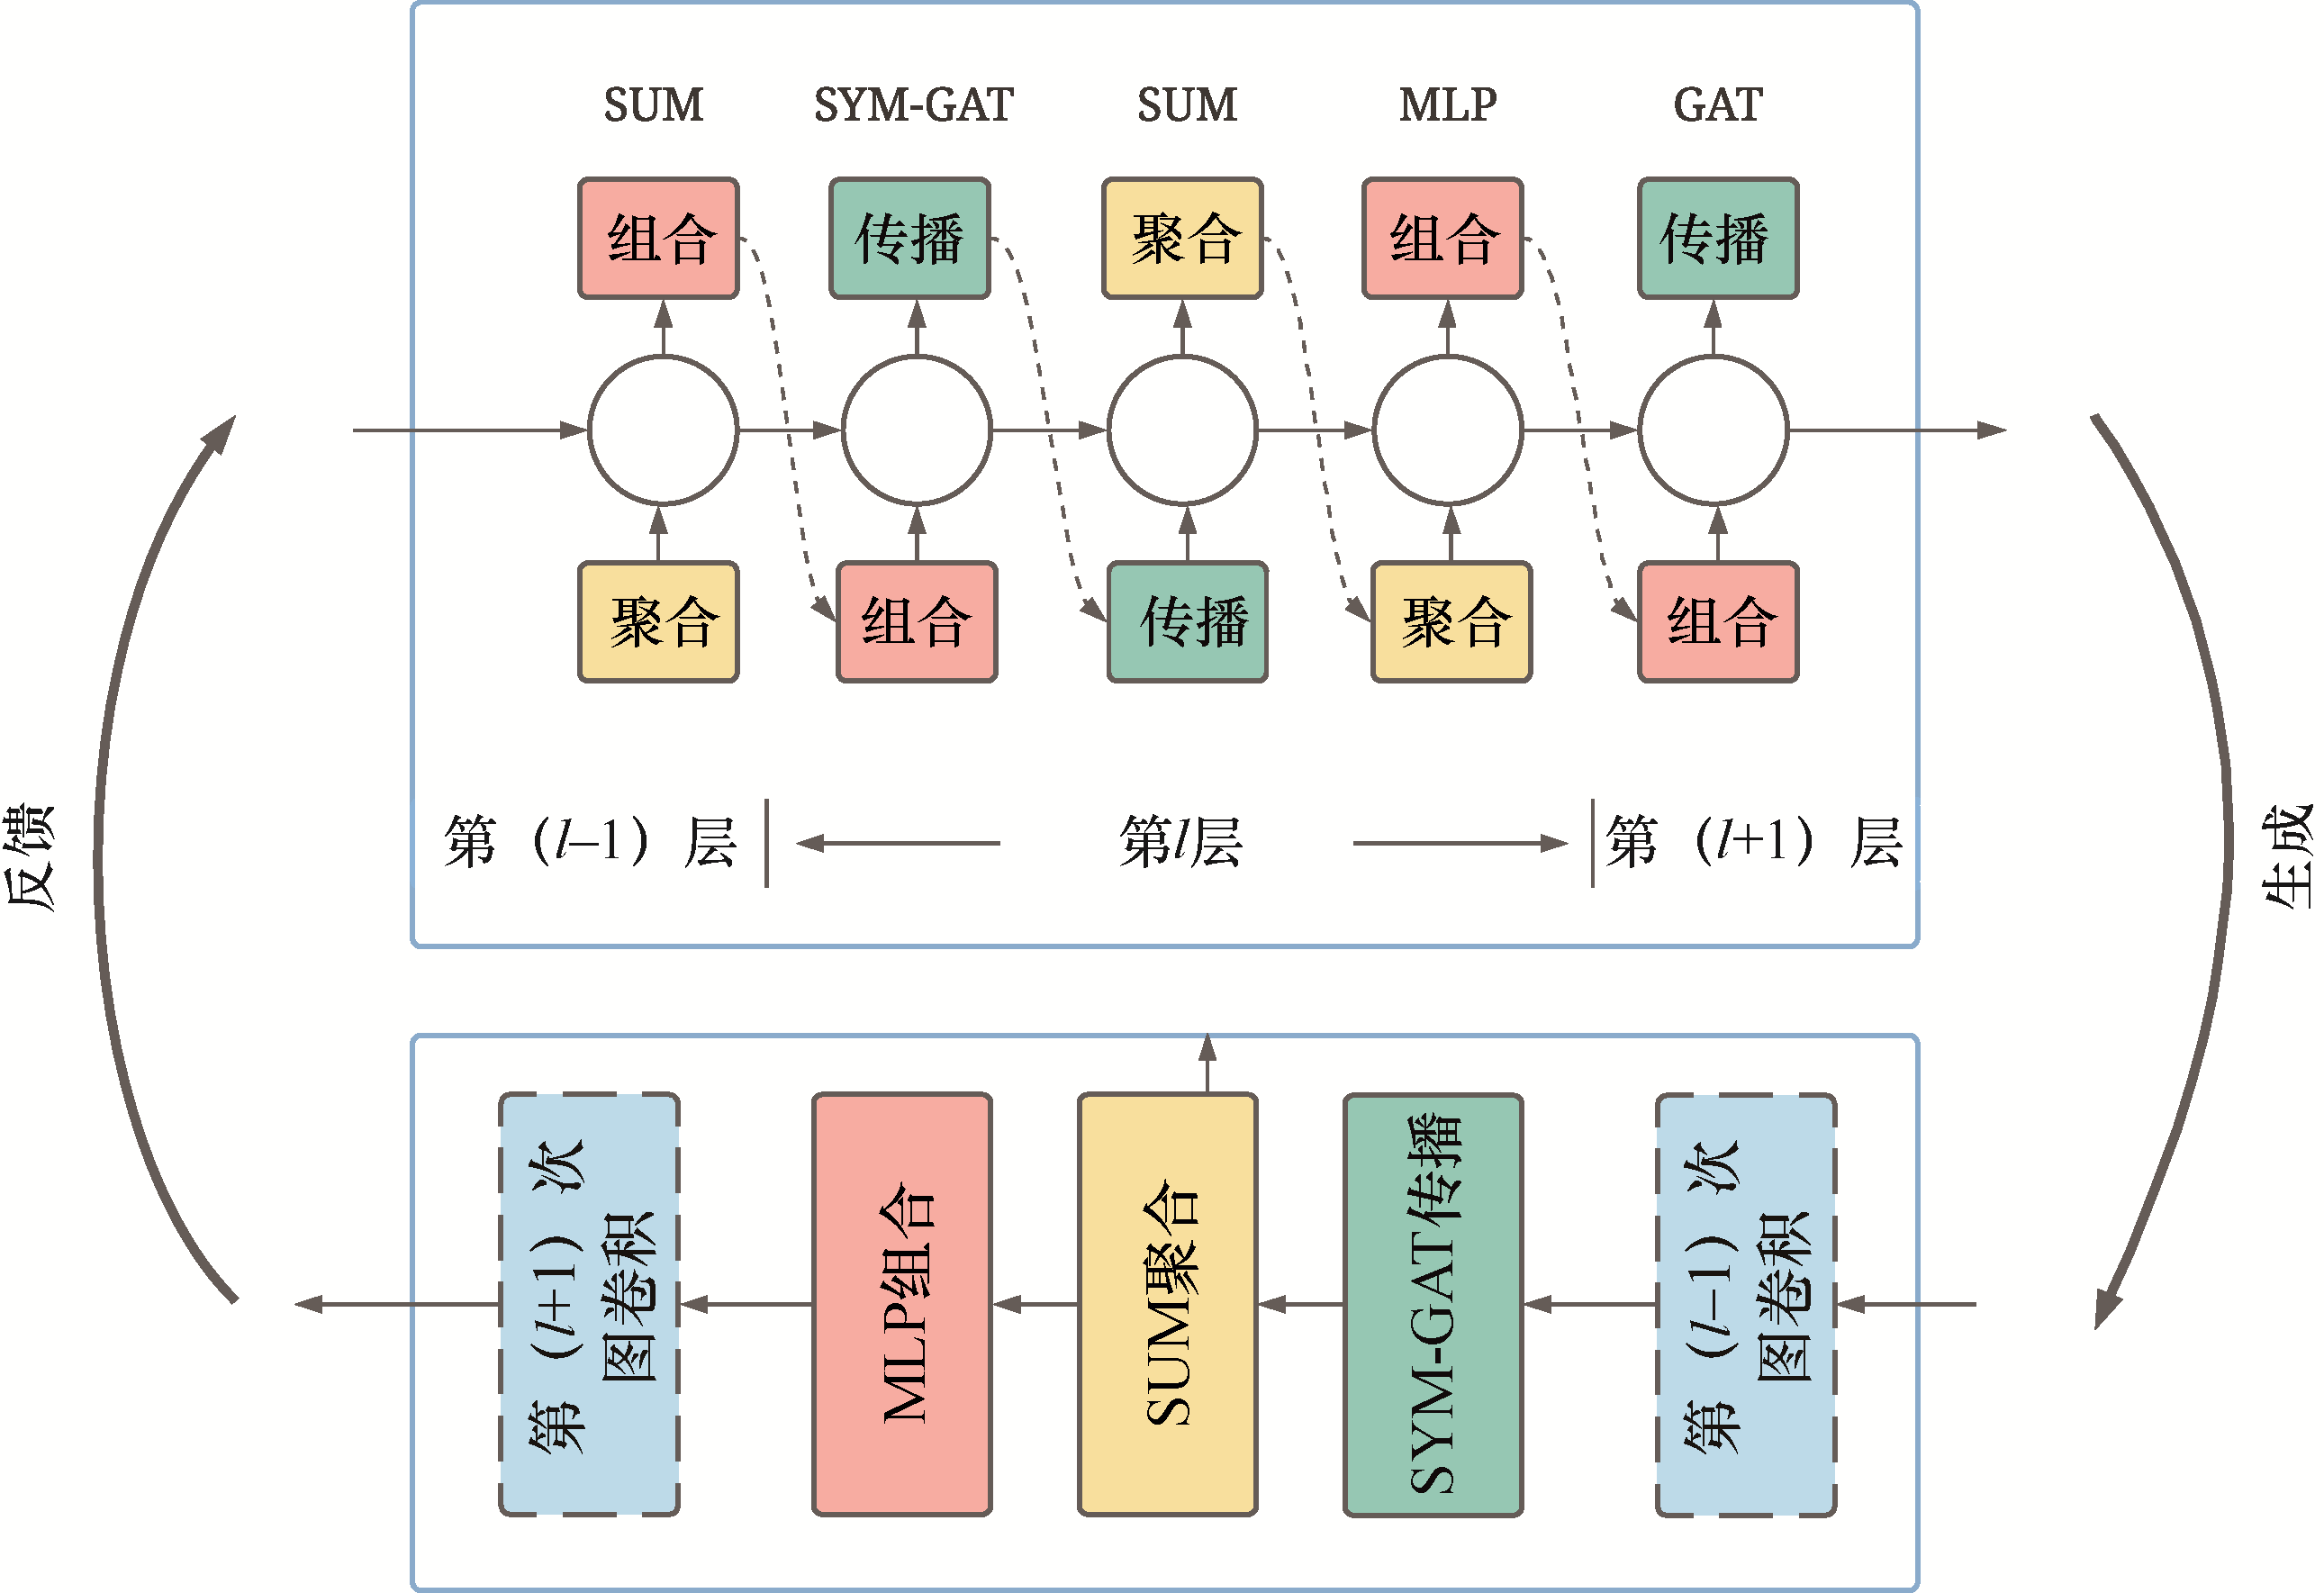 SUM
SYM-GAT
SUM
MLP
GAT
组合
传播
聚合
组合
传播
聚合
组合
传播
聚合
组合
第（l–1）层
第l层
第（l+1）层
反馈
生成
第（l+1）次
图卷积
MLP组合
SUM聚合
SYM-GAT传播
第（l–1）次
图卷积